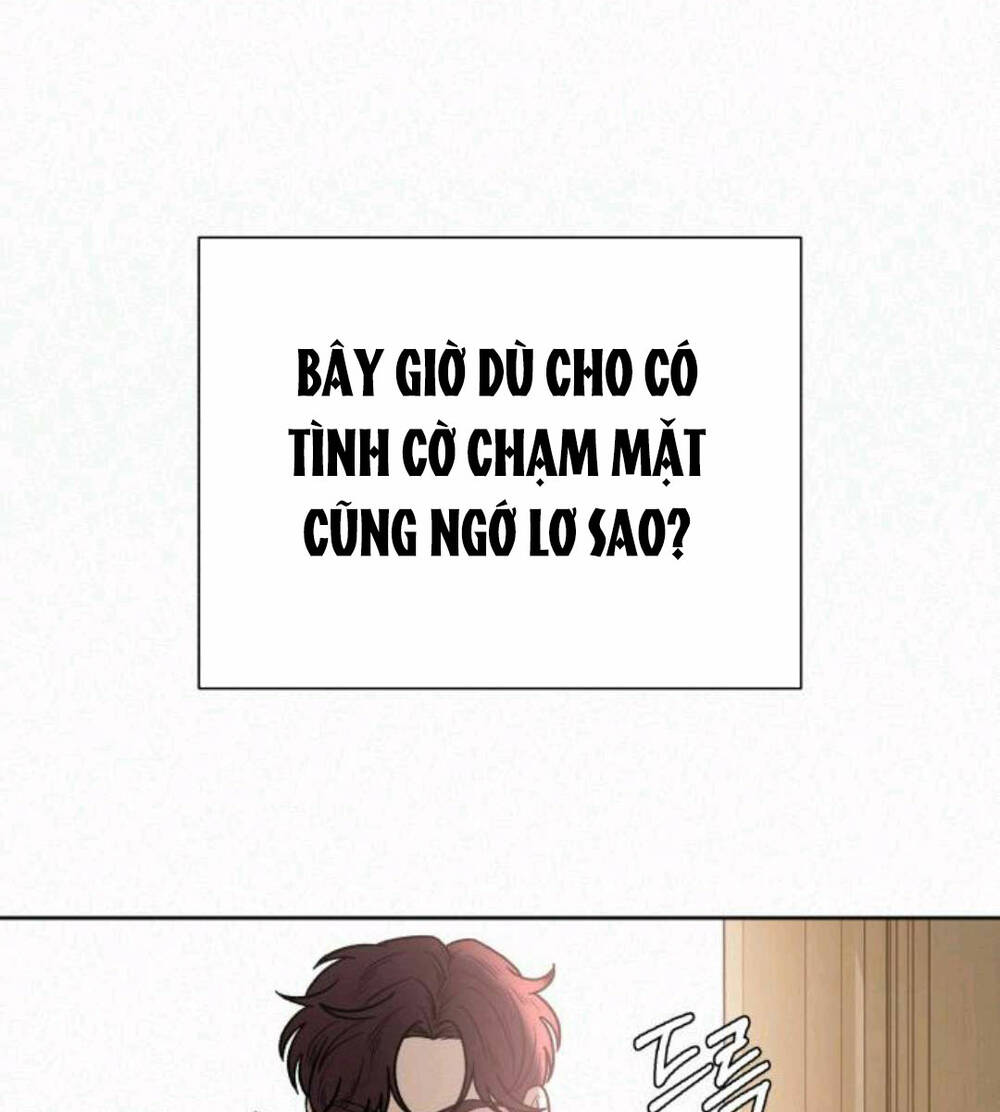 BÂY GIỜ DÙ CHO CÓ
TÌNH CỜ CHẠM MẶT
CŨNG NGỚ LƠ SAO?